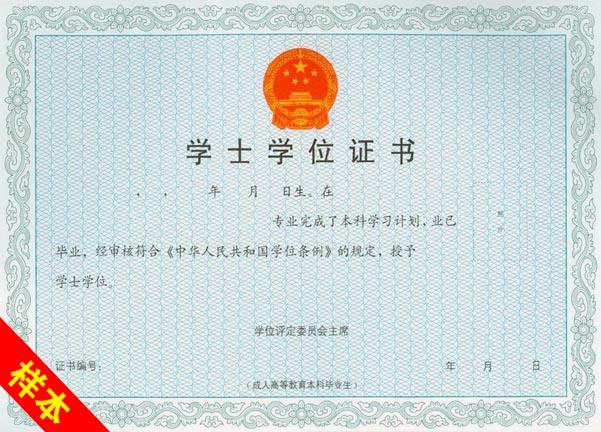 学士学位证书
, , 年 月 日生。在
专业完成了本科学习计划,业已
毕业,经审核符合《中华人民共和国学位条例》的规定,授予
学士学位。
照
片
学位评定委员会主席
证书编号: 年 月 日
(成人高等教育本科毕业生)
样本